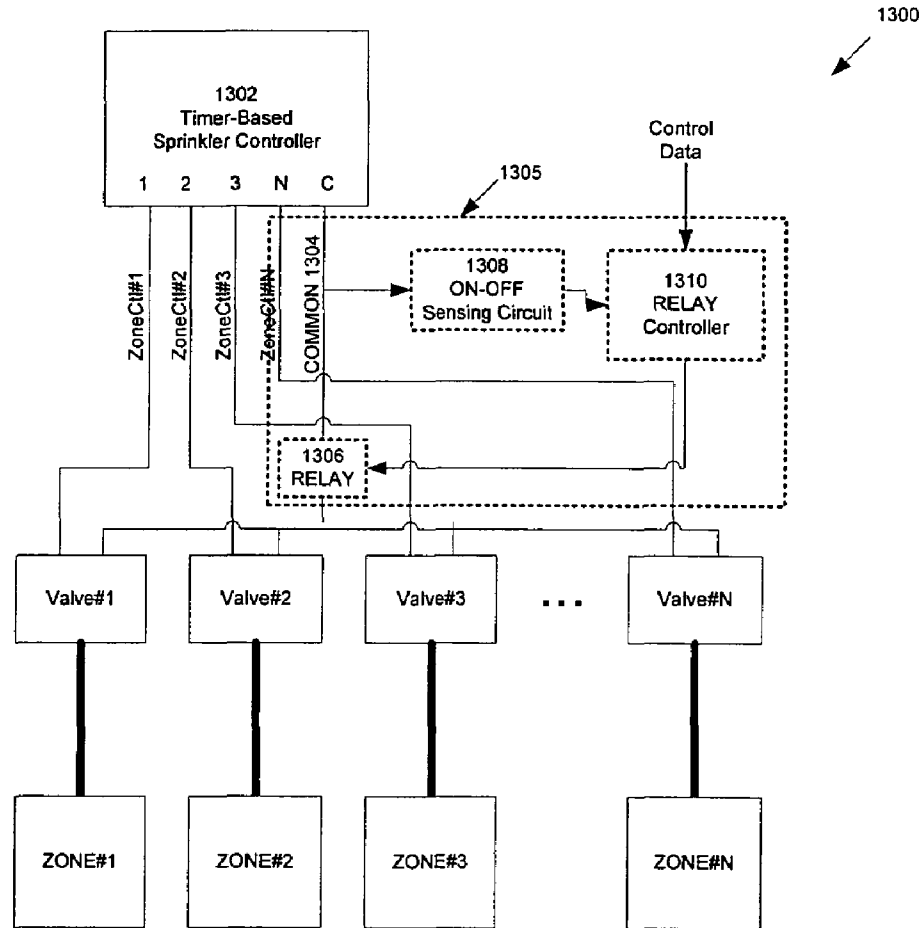 1300
1302
Timer-Based
Sprinkler Controller
1 2 3 N C
Control
Data
1305
1308
ON-OFF
Sensing Circuit
1310
RELAY
Controller
ZoneCtl#1
ZoneCtl#2
ZoneCtl#3
ZoneCtl#N
COMMON 1304
1306
RELAY
Valve#1
Valve#2
Valve#3
...
Valve#N
ZONE#1
ZONE#2
ZONE#3
ZONE#N